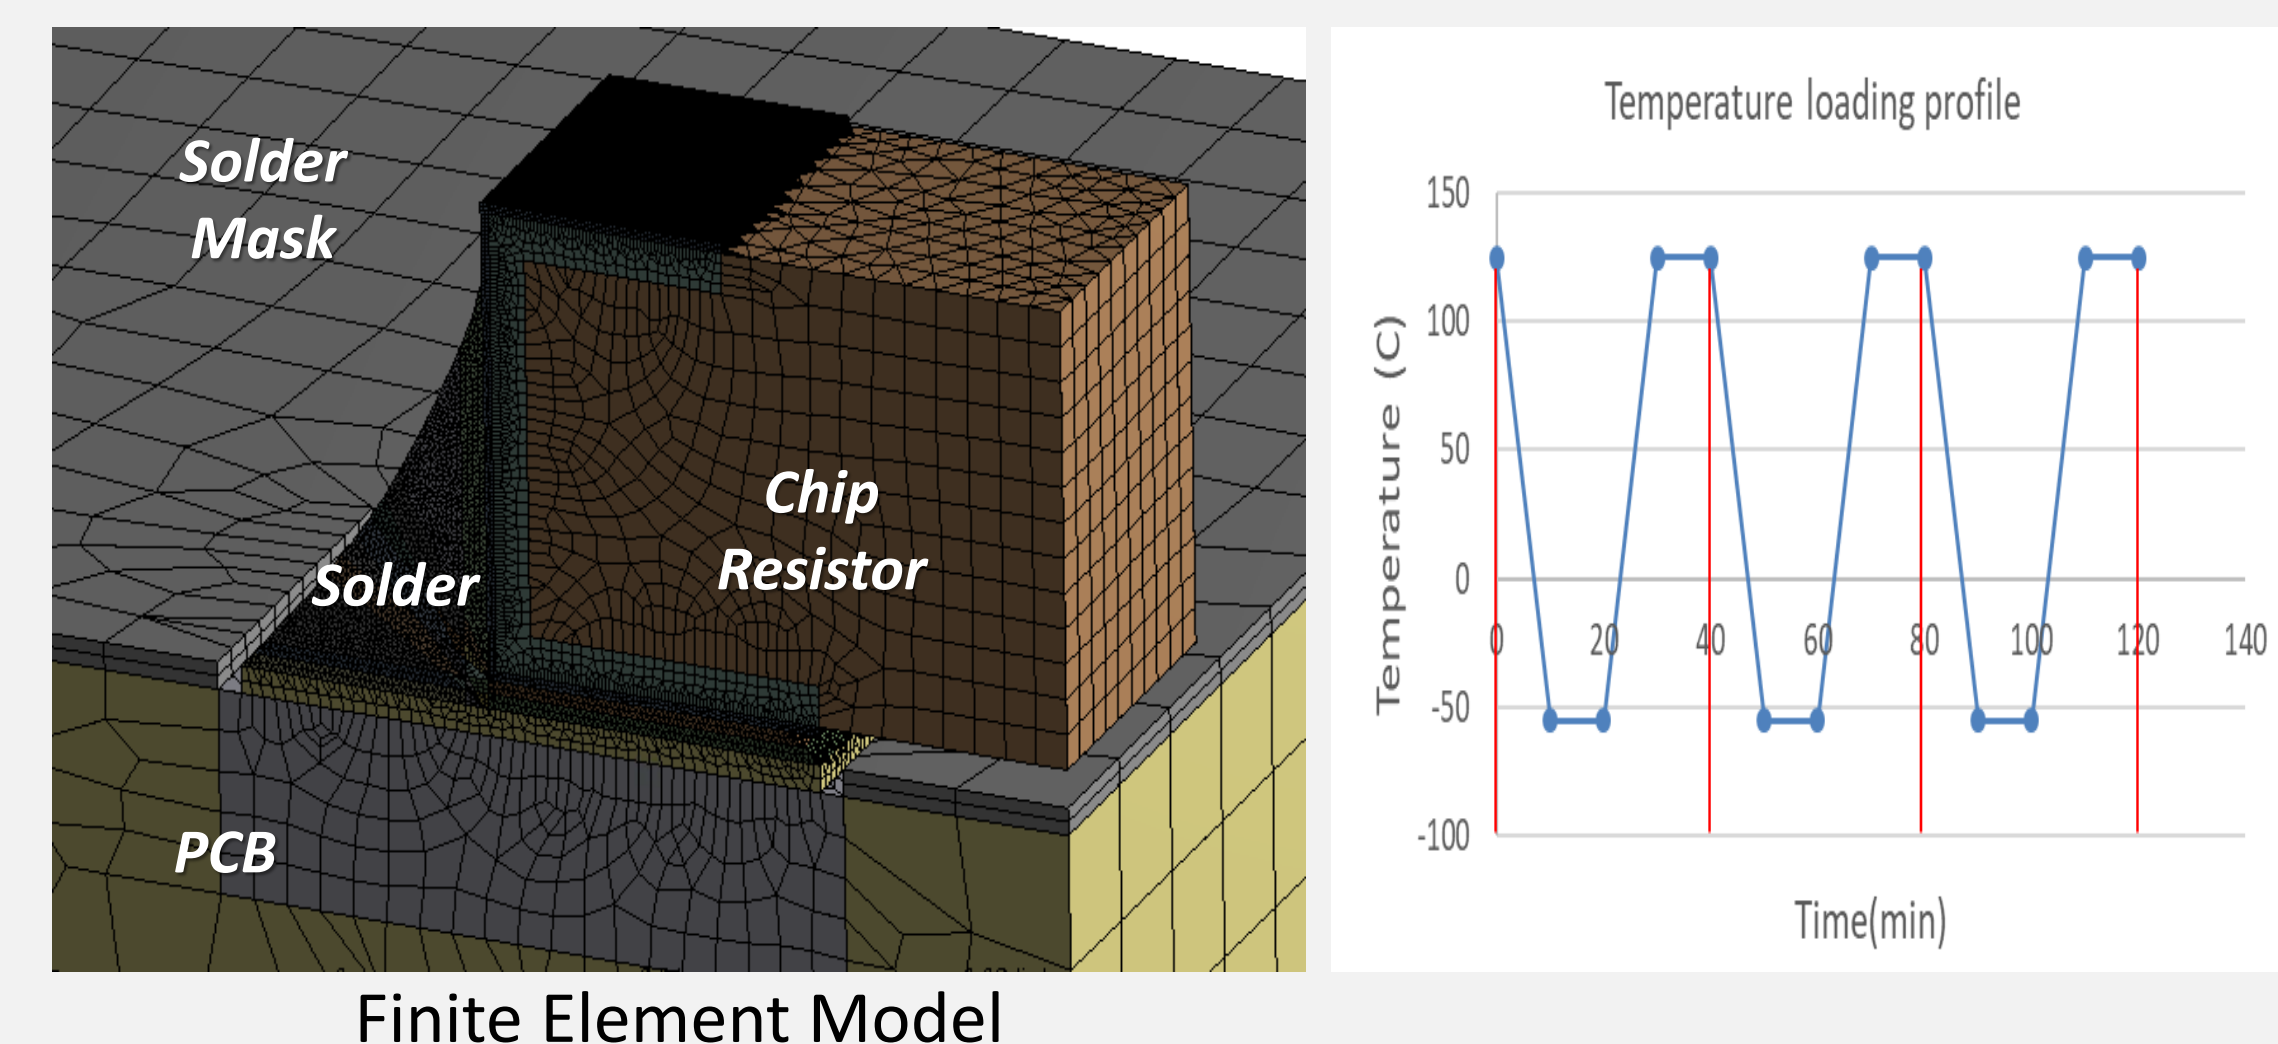 Solder
Mask
Chip
Resistor
Solder
PCB
Finite Element Model
Temperature loading profile
Temperature (C)
150
100
50
0
-50
-100
0 20 40 60 80 100 120 140
Time(min)